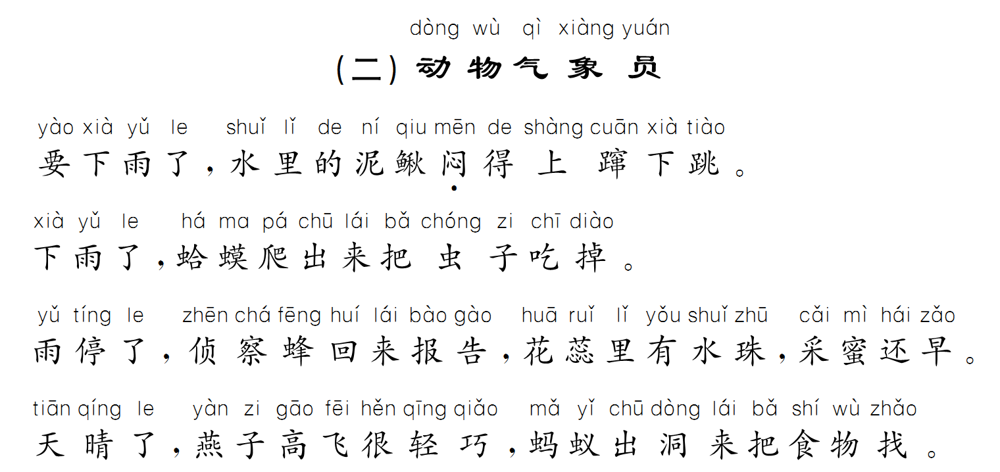 dòng wù qì xiàng yuán
(二) 动物气象员
yào xià yǔ le shuǐ lǐ de ní qiu mēn de shàng cuān xià tiào
要下雨了，水里的泥鳅闷得上蹿下跳。
xià yǔ le há ma pá chū lái bǎ chóng zi chī diào
下雨了，蛤蟆爬出来把虫子吃掉。
yǔ tíng le zhēn chá fēng huí lái bào gào huā ruǐ lǐ yǒu shuǐ zhū cǎi mì hái zǎo
雨停了，侦察蜂回来报告，花蕊里有水珠，采蜜还早。
tiān qíng le yàn zi gāo fēi hěn qīng qiǎo mǎ yǐ chū dòng lái bǎ shí wù zhǎo
天晴了，燕子高飞很轻巧，蚂蚁出洞来把食物找。